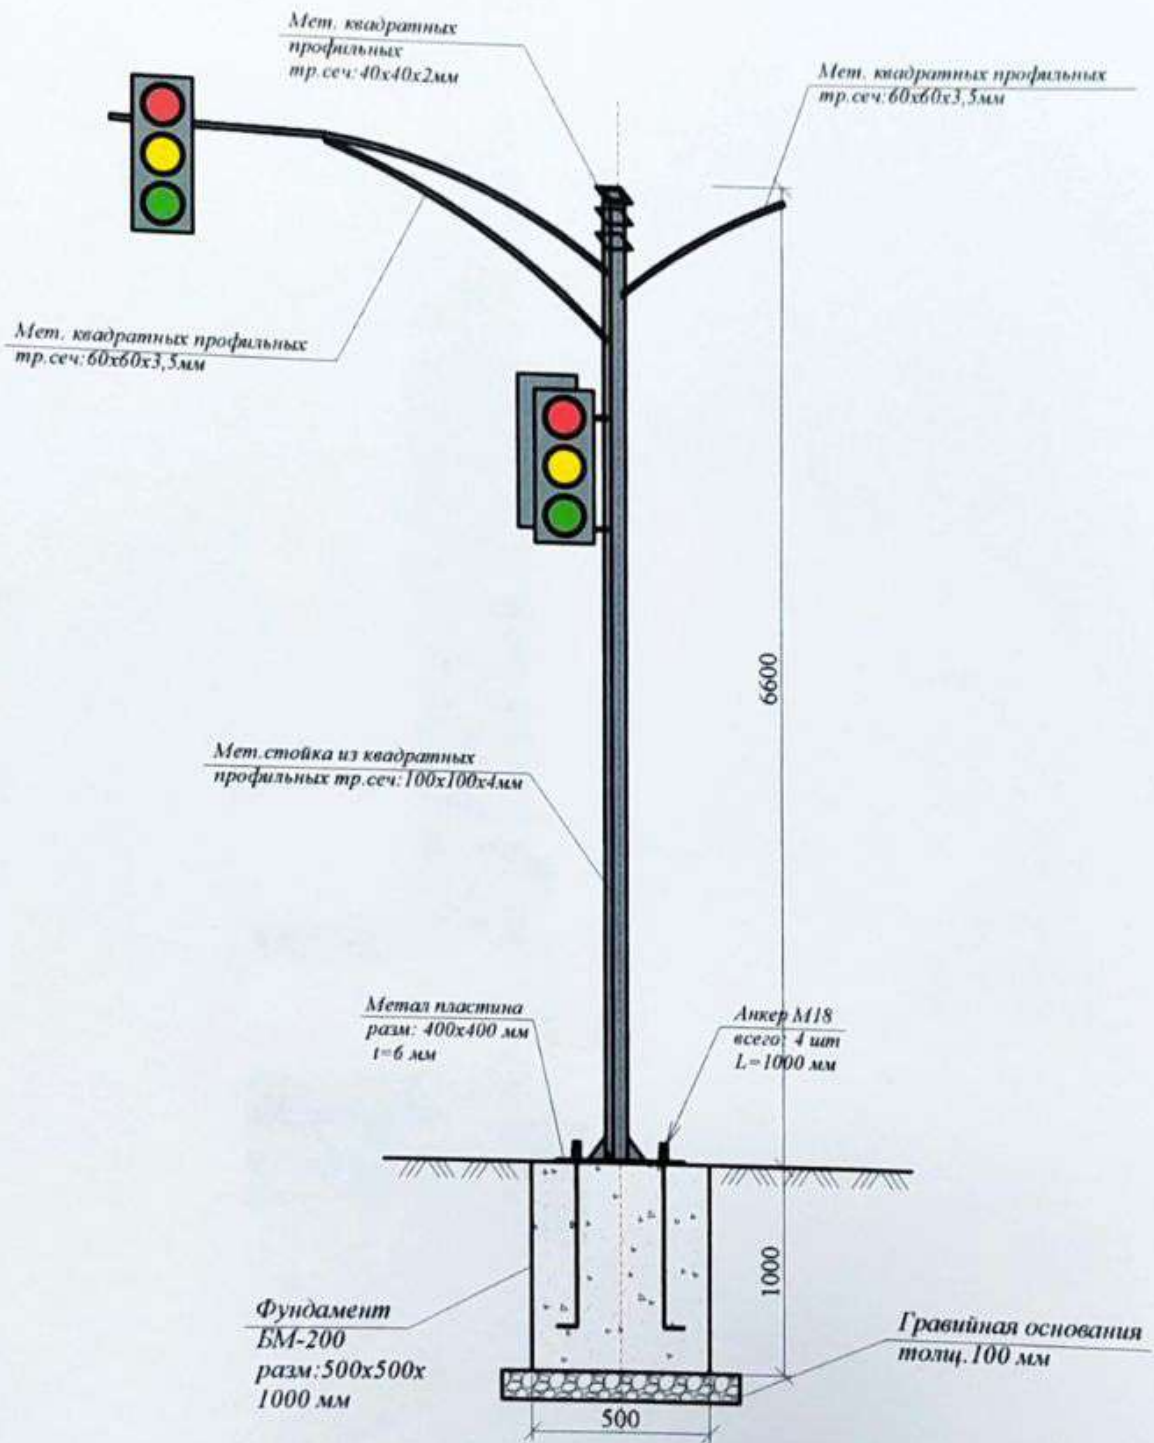 Мет. квадратных
профильных
тр.сеч:40х40х2мм
Мет. квадратных профильных
тр.сеч:60х60х3,5мм
Мет. квадратных профильных
тр.сеч:60х60х3,5мм
6600
Мет.стойка из квадратных
профильных тр.сеч:100х100х4мм
Метал пластина
разм: 400х400 мм
t=6 мм
Анкер М18
всего: 4 шт
L=1000 мм
1000
Фундамент
БМ-200
разм:500х500х
1000 мм
Гравийная основания
толщ.100 мм
500